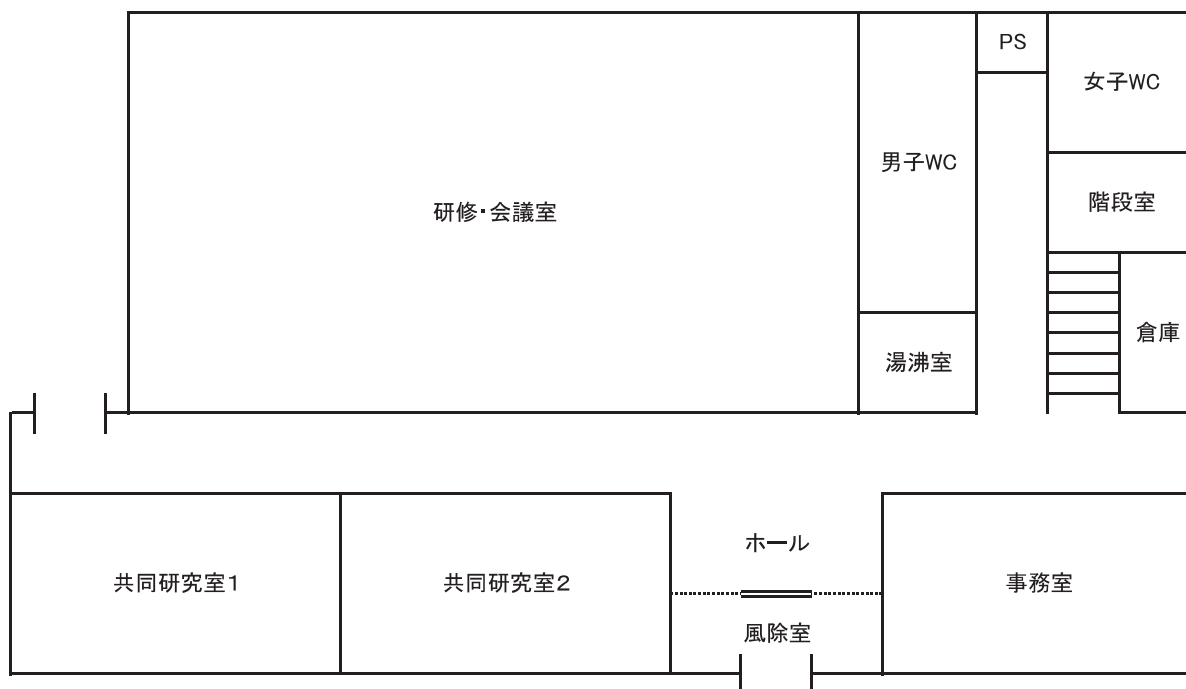 PS
女子WC
男子WC
階段室
研修・会議室
倉庫
湯沸室
ホール
共同研究室1
共同研究室2
事務室
風除室